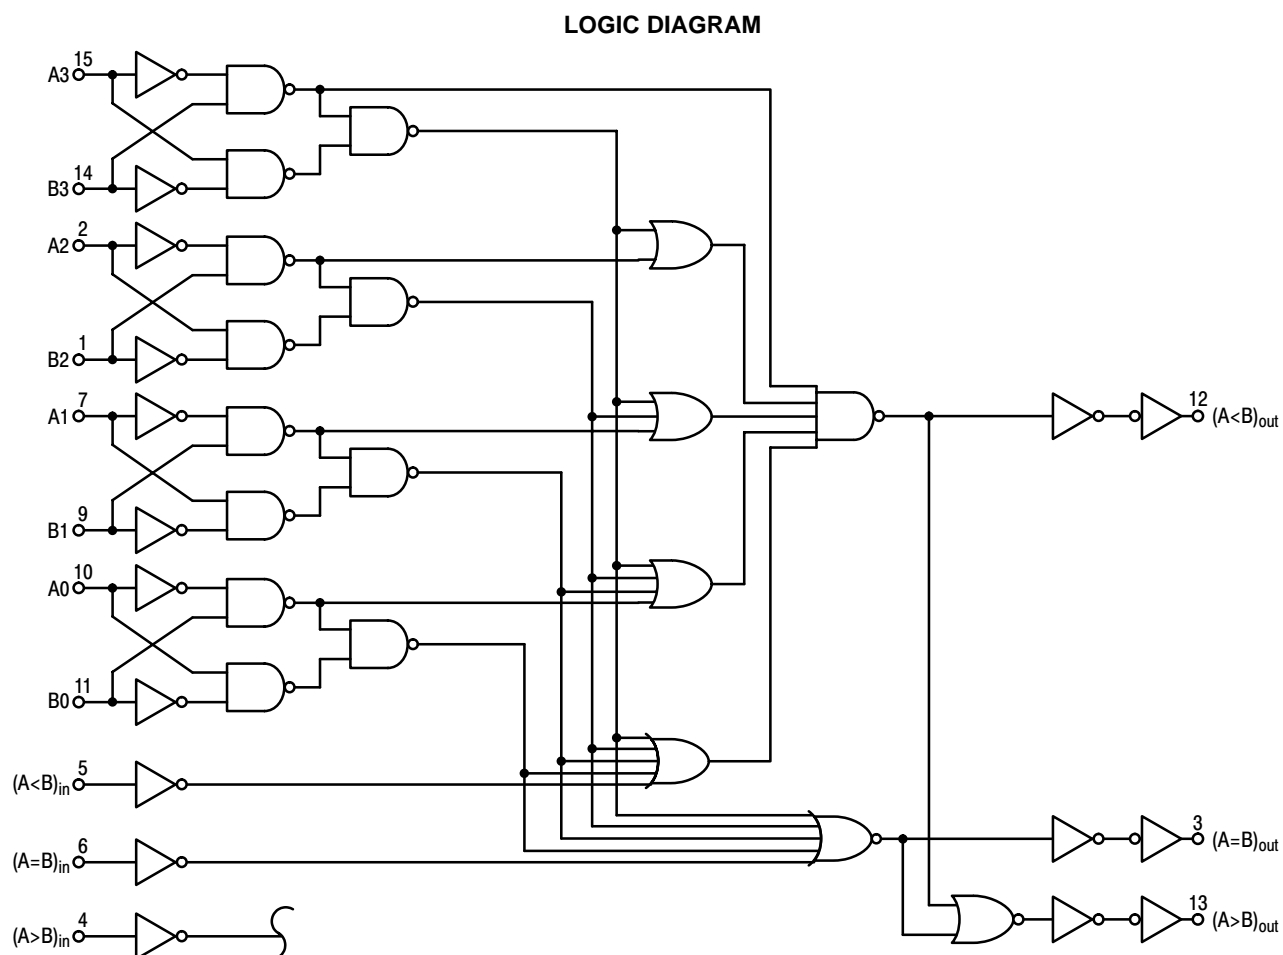 LOGIC DIAGRAM
15
A3
14
B3
2
A2
1
B2
7
A1
9
B1
10
A0
11
B0
5
(A<B)in
6
(A=B)in
4
(A>B)in
12
(A<B)out
3
(A=B)out
13
(A>B)out